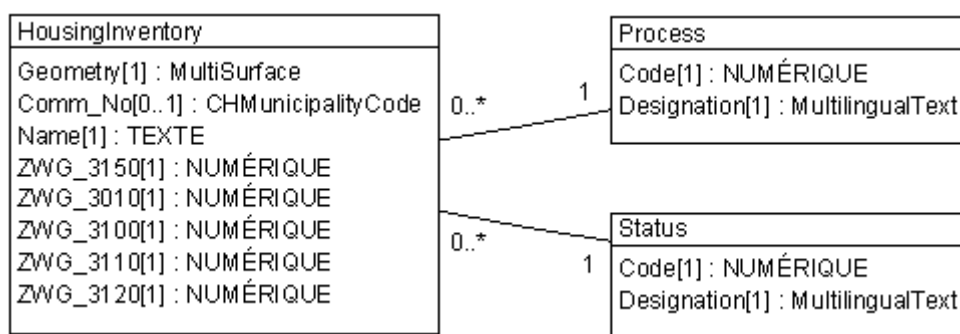 HousingInventory
Geometry[1] : MultiSurface
Comm_No[0..1] : CHMunicipalityCode
Name[1] : TEXTE
ZWG_3150[1] : NUMÉRIQUE
ZWG_3010[1] : NUMÉRIQUE
ZWG_3100[1] : NUMÉRIQUE
ZWG_3110[1] : NUMÉRIQUE
ZWG_3120[1] : NUMÉRIQUE
0..*
1
Process
Code[1] : NUMÉRIQUE
Designation[1] : MultilingualText
0..*
1
Status
Code[1] : NUMÉRIQUE
Designation[1] : MultilingualText